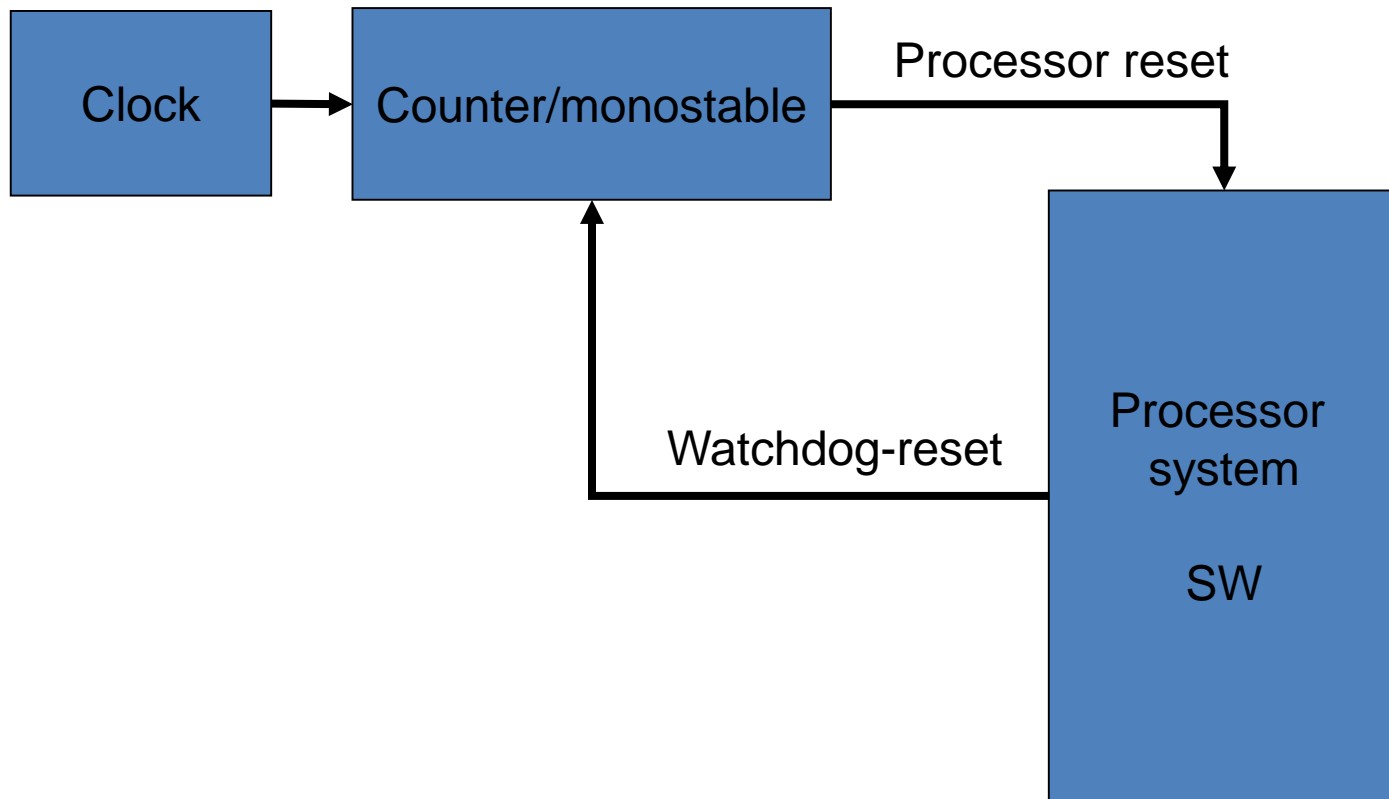 Clock
Counter/monostable
Processor reset
Watchdog-reset
Processor
system
SW